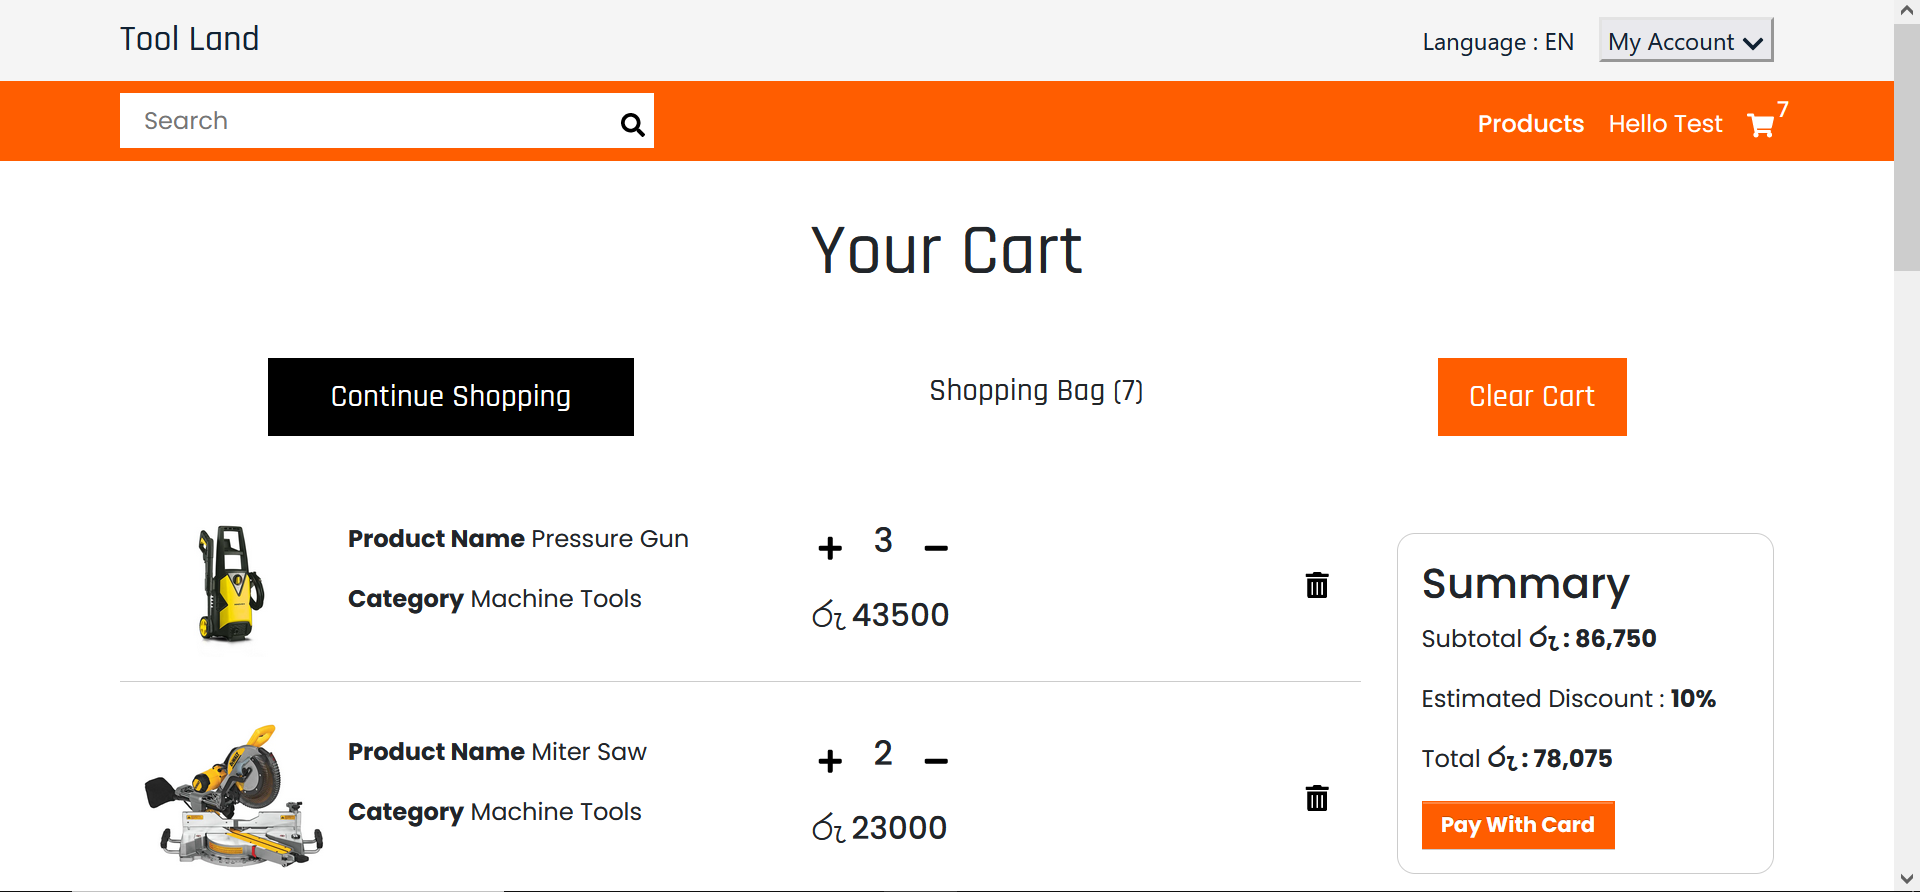 Tool Land
Language : EN
My Account
Search
Products
Hello Test
7
Your Cart
Continue Shopping
Shopping Bag (7)
Clear Cart
Product Name Pressure Gun
Category Machine Tools
3
රු 43500
Product Name Miter Saw
Category Machine Tools
2
රු 23000
Summary
Subtotal රු : 86,750
Estimated Discount : 10%
Total රු : 78,075
Pay With Card